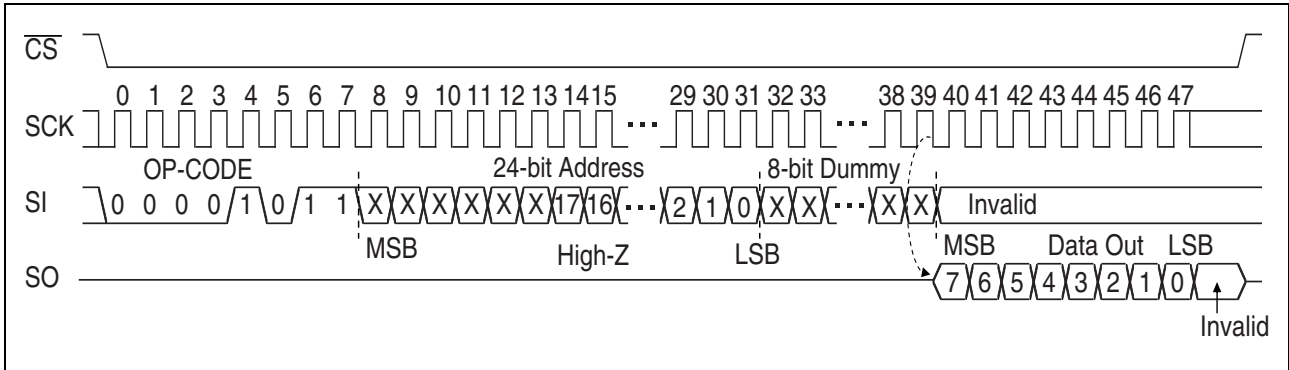 CS
0 1 2 3 4 5 6 7 8 9 10 11 12 13 14 15 29 30 31 32 33 38 39 40 41 42 43 44 45 46 47
SCK ... ...
OP-CODE 24-bit Address 8-bit Dummy
SI 0 0 0 0 1 0 1 1 X X X X X X 17 16 ... 2 1 0 X X ... X X Invalid
MSB High-Z LSB MSB Data Out LSB
SO 7 6 5 4 3 2 1 0
Invalid